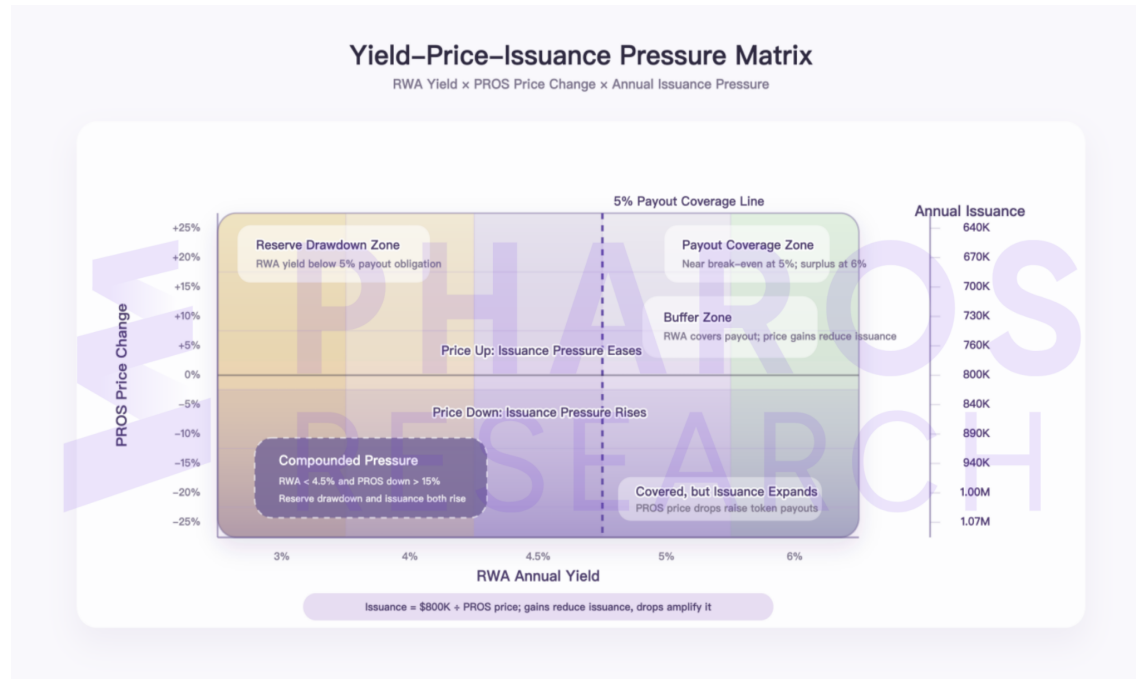 Yield–Price–Issuance Pressure Matrix
RWA Yield × PROS Price Change × Annual Issuance Pressure
5% Payout Coverage Line
Annual Issuance
PROS Price Change
+25%
+20%
+15%
+10%
+5%
0%
−5%
−10%
−15%
−20%
−25%
Reserve Drawdown Zone
RWA yield below 5% payout obligation
Payout Coverage Zone
Near break-even at 5%; surplus at 6%
Buffer Zone
RWA covers payout; price gains reduce issuance
Price Up: Issuance Pressure Eases
Price Down: Issuance Pressure Rises
Compounded Pressure
RWA < 4.5% and PROS down > 15%
Reserve drawdown and issuance both rise
Covered, but Issuance Expands
PROS price drops raise token payouts
640K
670K
700K
730K
760K
800K
840K
890K
940K
1.00M
1.07M
3%
4%
4.5%
5%
6%
RWA Annual Yield
Issuance = $800K ÷ PROS price; gains reduce issuance, drops amplify it
PHAROS
RESEARCH